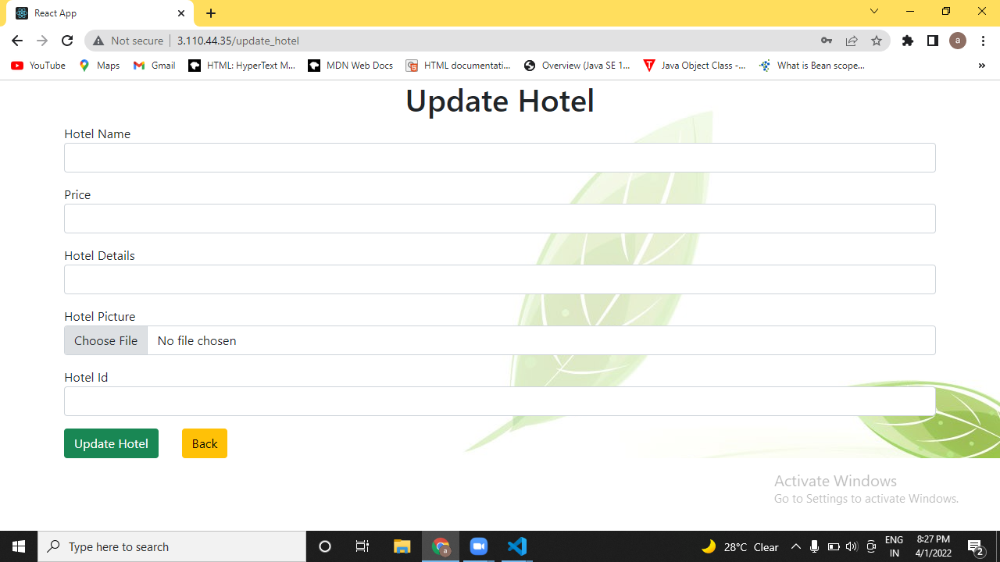 React App
Not secure
3.110.44.35/update_hotel
a
YouTube
Maps
Gmail
HTML: HyperText M...
MDN Web Docs
HTML documentati...
Overview (Java SE 1...
Java Object Class -...
What is Bean scope...
»
Update Hotel
Hotel Name
Price
Hotel Details
Hotel Picture
Choose File No file chosen
Hotel Id
Update Hotel Back
Activate Windows
Go to Settings to activate Windows.
Type here to search
a
28°C Clear
ENG
IN
8:27 PM
4/1/2022
2